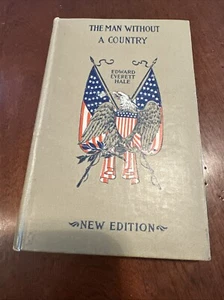 THE MAN WITHOUT
A COUNTRY
EDWARD
EVERETT
HALE
NEW EDITION